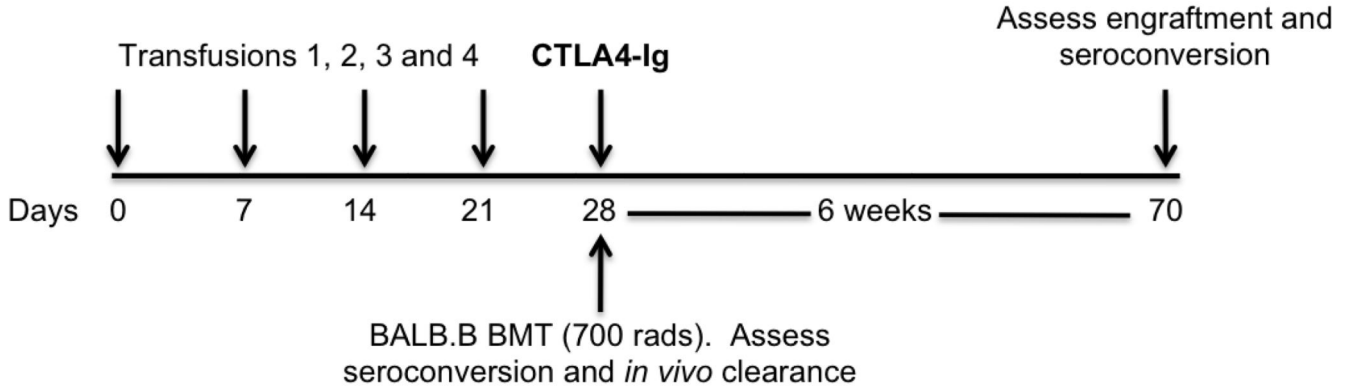 Assess engraftment and
seroconversion
Transfusions 1, 2, 3 and 4 CTLA4-Ig
Days 0 7 14 21 28 6 weeks 70
BALB.B BMT (700 rads). Assess
seroconversion and in vivo clearance